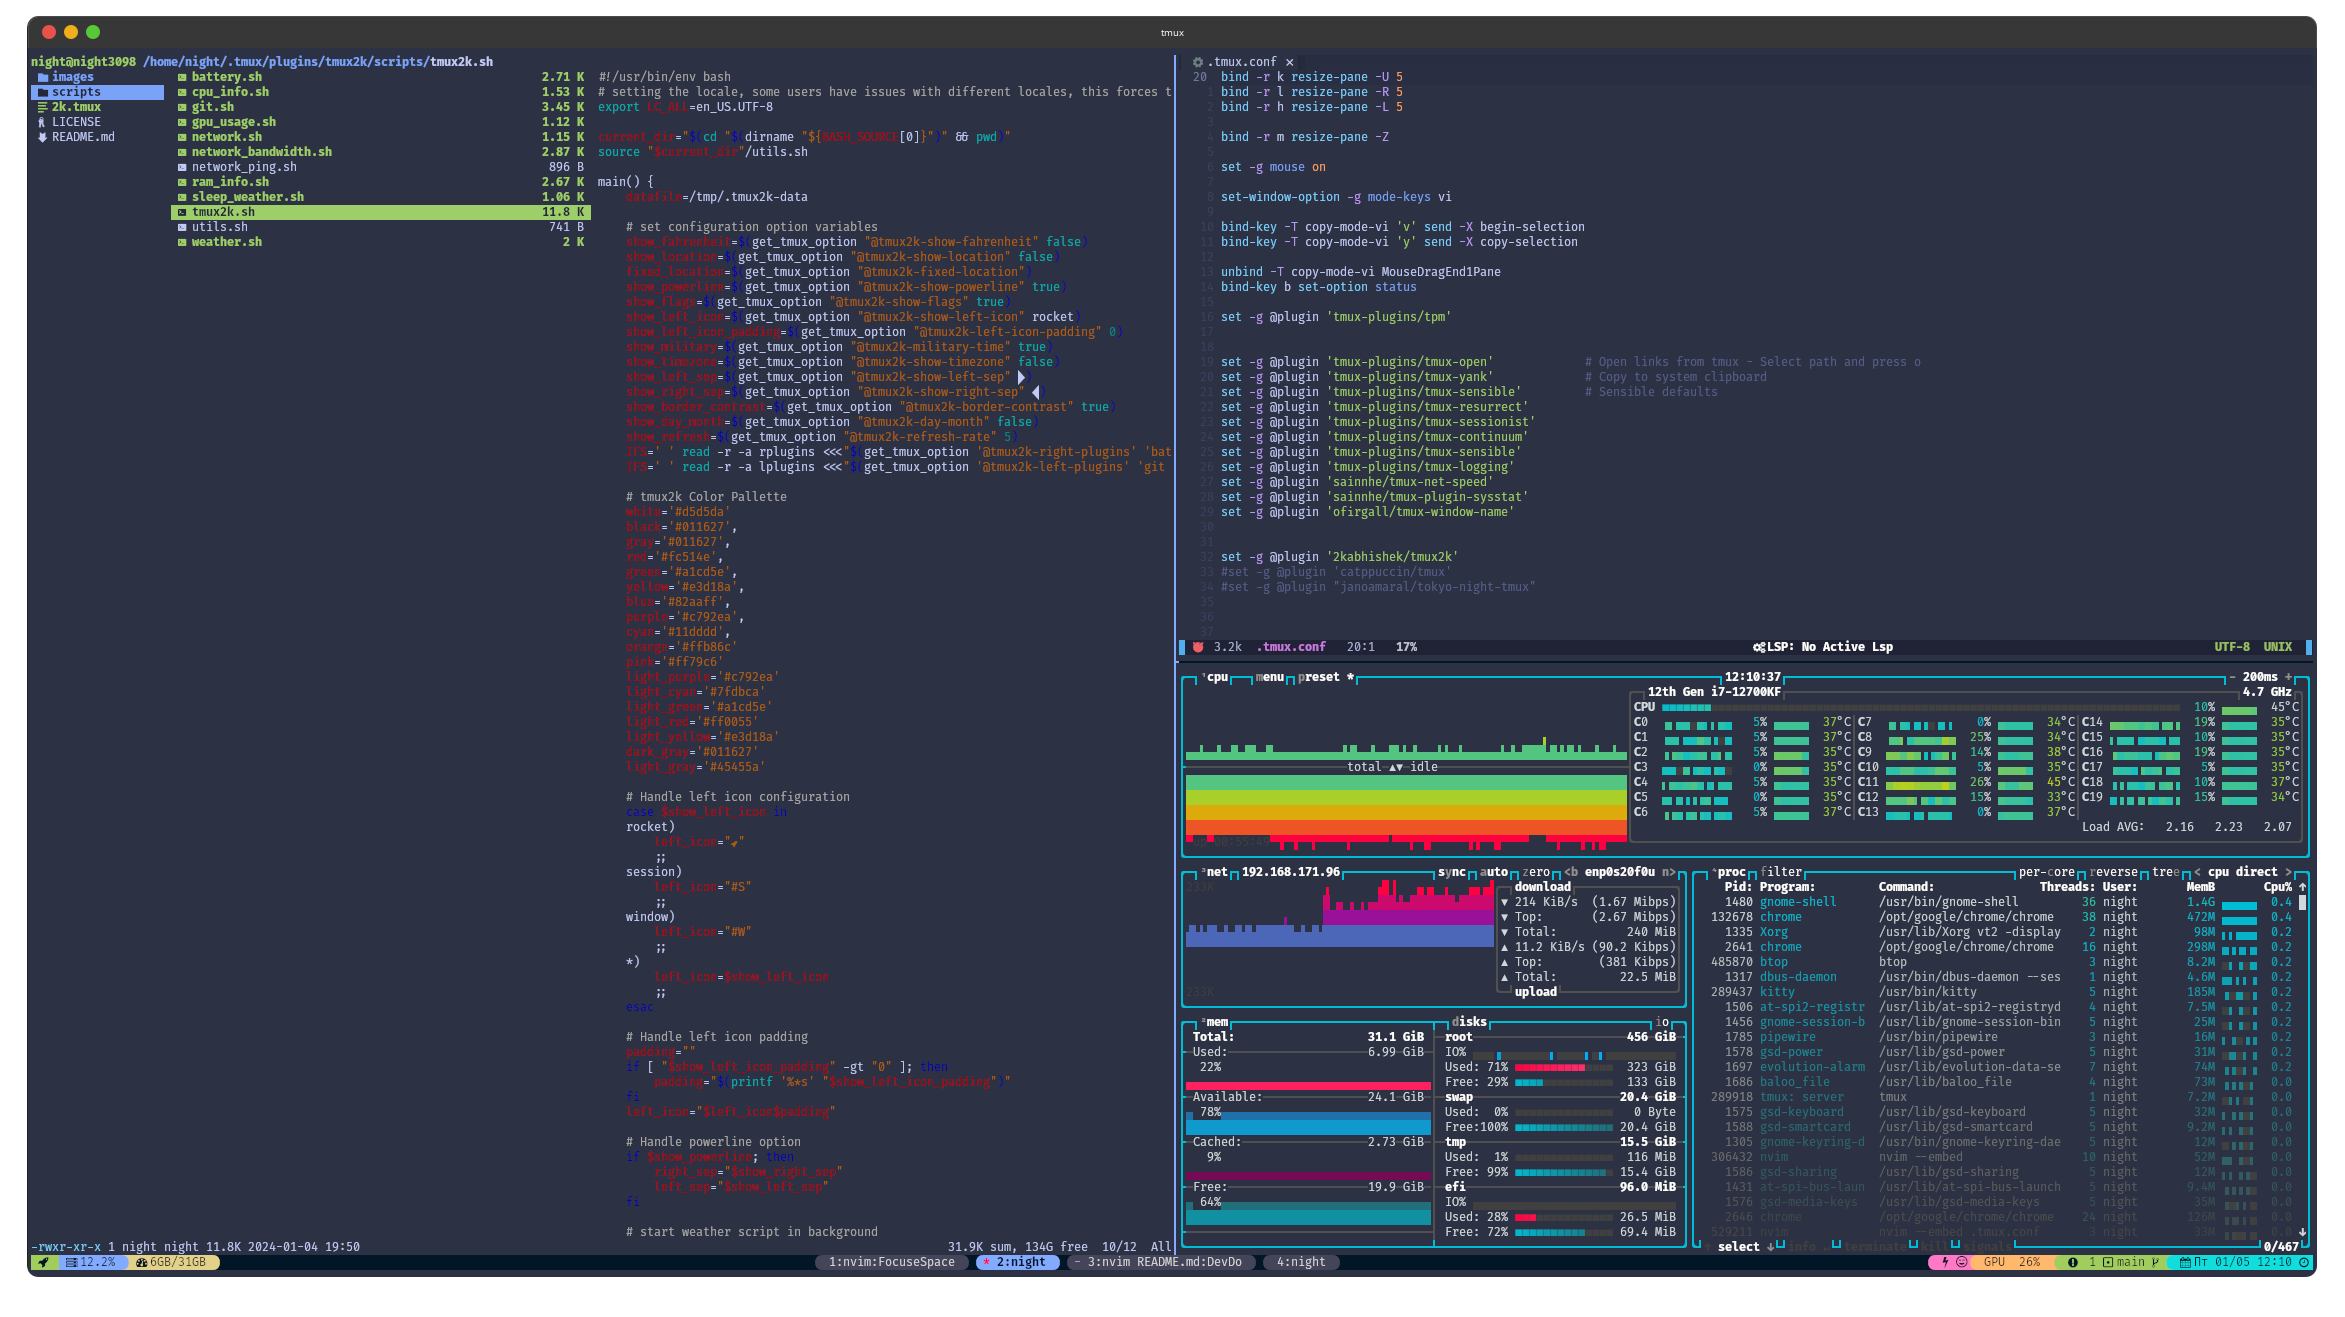 tmux
night@night3098 /home/night/.tmux/plugins/tmux2k/scripts/tmux2k.sh
images
scripts
2k.tmux
LICENSE
README.md
battery.sh 2.71 K
cpu_info.sh 1.53 K
git.sh 3.45 K
gpu_usage.sh 1.12 K
network.sh 1.15 K
network_bandwidth.sh 2.87 K
network_ping.sh 896 B
ram_info.sh 2.67 K
sleep_weather.sh 1.06 K
tmux2k.sh 11.8 K
utils.sh 741 B
weather.sh 2 K
#!/usr/bin/env bash
# setting the locale, some users have issues with different locales, this forces t
export LC_ALL=en_US.UTF-8
current_dir="$(cd "$(dirname "${BASH_SOURCE[0]}")" && pwd)"
source "$current_dir"/utils.sh
main() {
datafile=/tmp/.tmux2k-data
# set configuration option variables
show_fahrenheit=$(get_tmux_option "@tmux2k-show-fahrenheit" false)
show_location=$(get_tmux_option "@tmux2k-show-location" false)
fixed_location=$(get_tmux_option "@tmux2k-fixed-location")
show_powerline=$(get_tmux_option "@tmux2k-show-powerline" true)
show_flags=$(get_tmux_option "@tmux2k-show-flags" true)
show_left_icon=$(get_tmux_option "@tmux2k-show-left-icon" rocket)
show_left_icon_padding=$(get_tmux_option "@tmux2k-left-icon-padding" 0)
show_military=$(get_tmux_option "@tmux2k-military-time" true)
show_timezone=$(get_tmux_option "@tmux2k-show-timezone" false)
show_left_sep=$(get_tmux_option "@tmux2k-show-left-sep" )
show_right_sep=$(get_tmux_option "@tmux2k-show-right-sep" )
show_border_contrast=$(get_tmux_option "@tmux2k-border-contrast" true)
show_day_month=$(get_tmux_option "@tmux2k-day-month" false)
show_refresh=$(get_tmux_option "@tmux2k-refresh-rate" 5)
IFS=' ' read -r -a rplugins <<<"$(get_tmux_option '@tmux2k-right-plugins' 'bat
IFS=' ' read -r -a lplugins <<<"$(get_tmux_option '@tmux2k-left-plugins' 'git
# tmux2k Color Pallette
white='#d5d5da'
black='#011627',
gray='#011627',
red='#fc514e',
green='#a1cd5e',
yellow='#e3d18a',
blue='#82aaff',
purple='#c792ea',
cyan='#11dddd',
orange='#ffb86c'
pink='#ff79c6'
light_purple='#c792ea'
light_cyan='#7fdbca'
light_green='#a1cd5e'
light_red='#ff0055'
light_yellow='#e3d18a'
dark_gray='#011627'
light_gray='#45455a'
# Handle left icon configuration
case $show_left_icon in
rocket)
left_icon=""
;;
session)
left_icon="#S"
;;
window)
left_icon="#W"
;;
*)
left_icon=$show_left_icon
;;
esac
# Handle left icon padding
padding=""
if [ "$show_left_icon_padding" -gt "0" ]; then
padding="$(printf '%*s' "$show_left_icon_padding")"
fi
left_icon="$left_icon$padding"
# Handle powerline option
if $show_powerline; then
right_sep="$show_right_sep"
left_sep="$show_left_sep"
fi
# start weather script in background
-rwxr-xr-x 1 night night 11.8K 2024-01-04 19:50
31.9K sum, 134G free 10/12 All
.tmux.conf ×
20 bind -r k resize-pane -U 5
1 bind -r l resize-pane -R 5
2 bind -r h resize-pane -L 5
3
4 bind -r m resize-pane -Z
5
6 set -g mouse on
7
8 set-window-option -g mode-keys vi
9
10 bind-key -T copy-mode-vi 'v' send -X begin-selection
11 bind-key -T copy-mode-vi 'y' send -X copy-selection
12
13 unbind -T copy-mode-vi MouseDragEnd1Pane
14 bind-key b set-option status
15
16 set -g @plugin 'tmux-plugins/tpm'
17
18
19 set -g @plugin 'tmux-plugins/tmux-open' # Open links from tmux - Select path and press o
20 set -g @plugin 'tmux-plugins/tmux-yank' # Copy to system clipboard
21 set -g @plugin 'tmux-plugins/tmux-sensible' # Sensible defaults
22 set -g @plugin 'tmux-plugins/tmux-resurrect'
23 set -g @plugin 'tmux-plugins/tmux-sessionist'
24 set -g @plugin 'tmux-plugins/tmux-continuum'
25 set -g @plugin 'tmux-plugins/tmux-sensible'
26 set -g @plugin 'tmux-plugins/tmux-logging'
27 set -g @plugin 'sainnhe/tmux-net-speed'
28 set -g @plugin 'sainnhe/tmux-plugin-sysstat'
29 set -g @plugin 'ofirgall/tmux-window-name'
30
31
32 set -g @plugin '2kabhishek/tmux2k'
33 #set -g @plugin 'catppuccin/tmux'
34 #set -g @plugin "janoamaral/tokyo-night-tmux"
35
36
37
3.2k .tmux.conf 20:1 17% LSP: No Active Lsp UTF-8 UNIX
¹cpu menu preset * 12:10:37 - 200ms +
12th Gen i7-12700KF 4.7 GHz
CPU 10% 45°C
C0 5% 37°C C7 0% 34°C C14 19% 35°C
C1 5% 37°C C8 25% 34°C C15 10% 35°C
C2 5% 35°C C9 14% 38°C C16 19% 35°C
C3 0% 35°C C10 5% 35°C C17 5% 35°C
C4 5% 35°C C11 26% 45°C C18 10% 37°C
C5 0% 35°C C12 15% 33°C C19 15% 34°C
C6 5% 37°C C13 0% 37°C
Load AVG: 2.16 2.23 2.07
total ▲▼ idle
³net 192.168.171.96 sync auto zero <b enp0s20f0u n>
233K
233K
download
▼ 214 KiB/s (1.67 Mibps)
▼ Top: (2.67 Mibps)
▼ Total: 240 MiB
▲ 11.2 KiB/s (90.2 Kibps)
▲ Top: (381 Kibps)
▲ Total: 22.5 MiB
upload
²mem
Total: 31.1 GiB
Used: 6.99 GiB
22%
Available: 24.1 GiB
78%
Cached: 2.73 GiB
9%
Free: 19.9 GiB
64%
disks io
root 456 GiB
IO%
Used: 71% 323 GiB
Free: 29% 133 GiB
swap 20.4 GiB
Used: 0% 0 Byte
Free:100% 20.4 GiB
tmp 15.5 GiB
Used: 1% 116 MiB
Free: 99% 15.4 GiB
efi 96.0 MiB
IO%
Used: 28% 26.5 MiB
Free: 72% 69.4 MiB
⁴proc filter per-core reverse tree < cpu direct >
Pid: Program: Command: Threads: User: MemB Cpu% ↑
1480 gnome-shell /usr/bin/gnome-shell 36 night 1.4G 0.4
132678 chrome /opt/google/chrome/chrome 38 night 472M 0.4
1335 Xorg /usr/lib/Xorg vt2 -display 2 night 98M 0.2
2641 chrome /opt/google/chrome/chrome 16 night 298M 0.2
485870 btop btop 3 night 8.2M 0.2
1317 dbus-daemon /usr/bin/dbus-daemon --ses 1 night 4.6M 0.2
289437 kitty /usr/bin/kitty 5 night 185M 0.2
1506 at-spi2-registr /usr/lib/at-spi2-registryd 4 night 7.5M 0.2
1456 gnome-session-b /usr/lib/gnome-session-bin 5 night 25M 0.2
1785 pipewire /usr/bin/pipewire 3 night 16M 0.2
1578 gsd-power /usr/lib/gsd-power 5 night 31M 0.2
1697 evolution-alarm /usr/lib/evolution-data-se 7 night 74M 0.2
1686 baloo_file /usr/lib/baloo_file 4 night 73M 0.0
289918 tmux: server tmux 1 night 7.2M 0.0
1575 gsd-keyboard /usr/lib/gsd-keyboard 5 night 32M 0.0
1588 gsd-smartcard /usr/lib/gsd-smartcard 5 night 9.2M 0.0
1305 gnome-keyring-d /usr/bin/gnome-keyring-dae 5 night 12M 0.0
306432 nvim nvim --embed 10 night 52M 0.0
1586 gsd-sharing /usr/lib/gsd-sharing 5 night 12M 0.0
1431 at-spi-bus-laun /usr/lib/at-spi-bus-launch 5 night 9.4M 0.0
1576 gsd-media-keys /usr/lib/gsd-media-keys 5 night 35M 0.0
2646 chrome /opt/google/chrome/chrome 24 night 126M 0.0
529211 nvim nvim --embed .tmux.conf 3 night 33M 0.0 ↓
select ↓ info terminate kill signals 0/467
12.2% 6GB/31GB
1:nvim:FocuseSpace * 2:night - 3:nvim README.md:DevDo 4:night
GPU 26% 1 main Пт 01/05 12:10